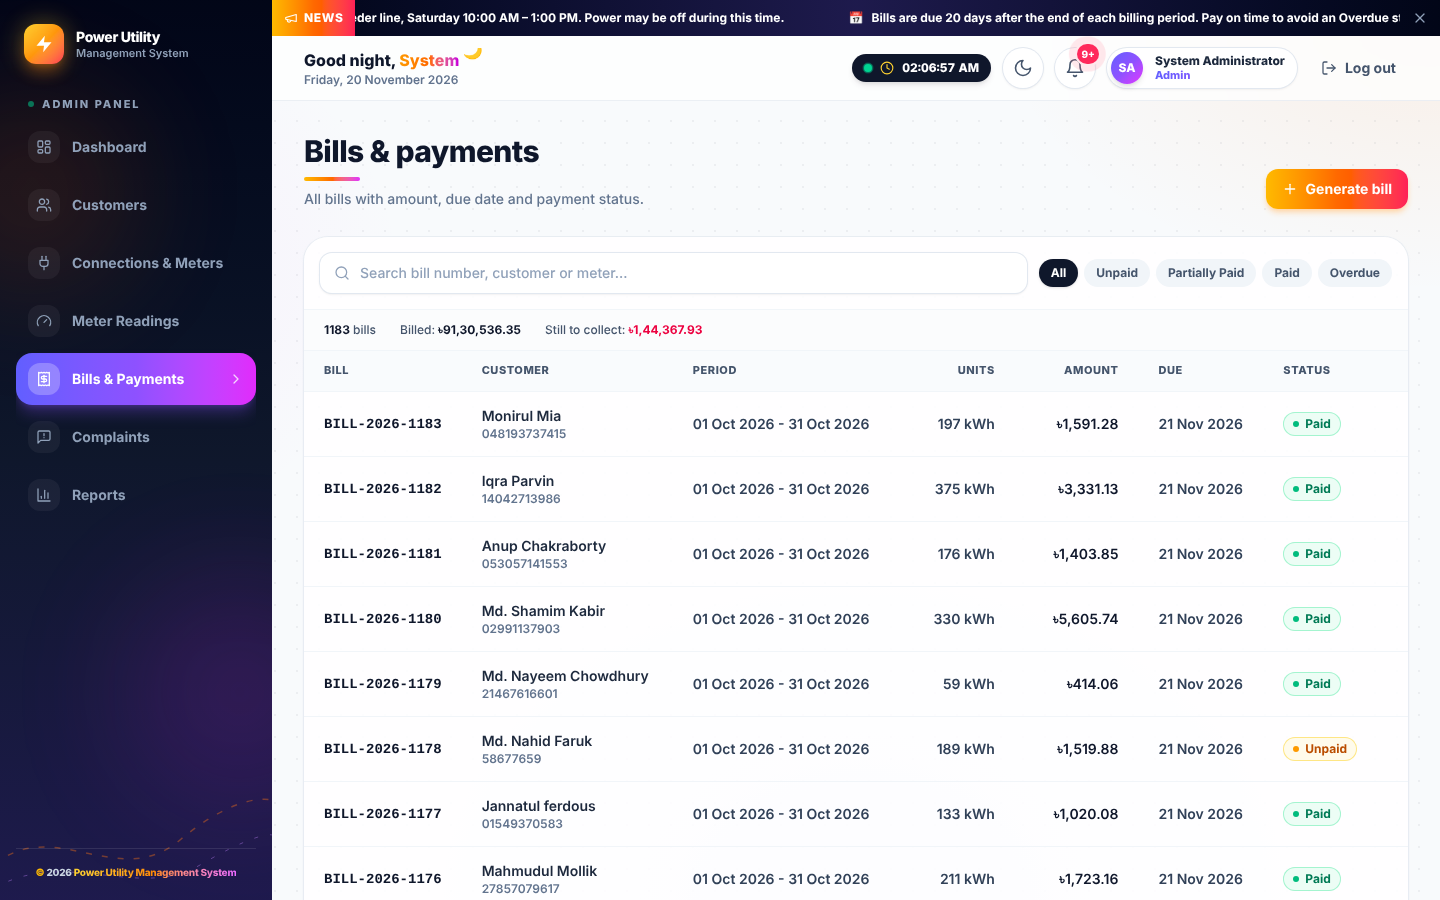 Power Utility
Management System
ADMIN PANEL
Dashboard
Customers
Connections & Meters
Meter Readings
Bills & Payments
Complaints
Reports
© 2026 Power Utility Management System
NEWS
eder line, Saturday 10:00 AM – 1:00 PM. Power may be off during this time.
📅 Bills are due 20 days after the end of each billing period. Pay on time to avoid an Overdue st
Good night, System 🌙
Friday, 20 November 2026
02:06:57 AM
9+
SA
System Administrator
Admin
Log out
Bills & payments
All bills with amount, due date and payment status.
Generate bill
Search bill number, customer or meter...
All
Unpaid
Partially Paid
Paid
Overdue
1183 bills Billed: ৳91,30,536.35 Still to collect: ৳1,44,367.93
BILL CUSTOMER PERIOD UNITS AMOUNT DUE STATUS
BILL-2026-1183 Monirul Mia 01 Oct 2026 - 31 Oct 2026 197 kWh ৳1,591.28 21 Nov 2026 Paid
048193737415
BILL-2026-1182 Iqra Parvin 01 Oct 2026 - 31 Oct 2026 375 kWh ৳3,331.13 21 Nov 2026 Paid
14042713986
BILL-2026-1181 Anup Chakraborty 01 Oct 2026 - 31 Oct 2026 176 kWh ৳1,403.85 21 Nov 2026 Paid
053057141553
BILL-2026-1180 Md. Shamim Kabir 01 Oct 2026 - 31 Oct 2026 330 kWh ৳5,605.74 21 Nov 2026 Paid
02991137903
BILL-2026-1179 Md. Nayeem Chowdhury 01 Oct 2026 - 31 Oct 2026 59 kWh ৳414.06 21 Nov 2026 Paid
21467616601
BILL-2026-1178 Md. Nahid Faruk 01 Oct 2026 - 31 Oct 2026 189 kWh ৳1,519.88 21 Nov 2026 Unpaid
58677659
BILL-2026-1177 Jannatul ferdous 01 Oct 2026 - 31 Oct 2026 133 kWh ৳1,020.08 21 Nov 2026 Paid
01549370583
BILL-2026-1176 Mahmudul Mollik 01 Oct 2026 - 31 Oct 2026 211 kWh ৳1,723.16 21 Nov 2026 Paid
27857079617